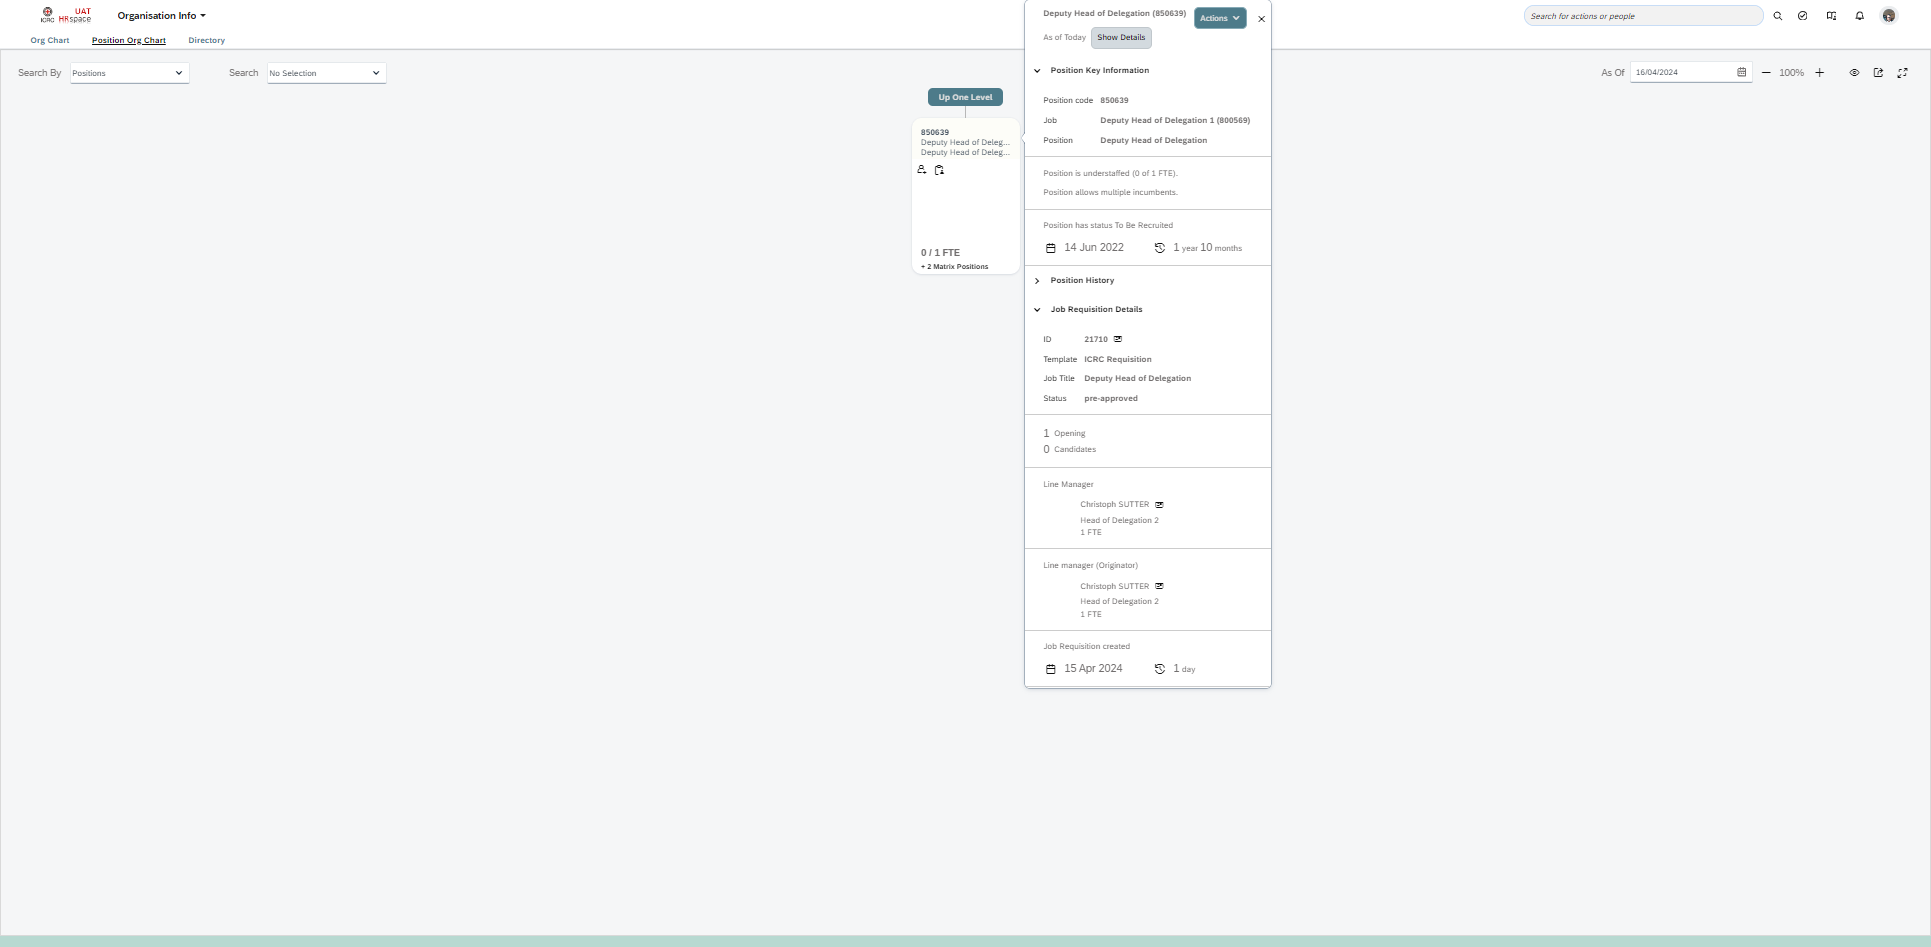 ICRC
UAT
HRspace
Organisation Info
Search for actions or people
Org Chart
Position Org Chart
Directory
Search By
Positions
Search
No Selection
As Of
16/04/2024
100%
Up One Level
850639
Deputy Head of Deleg...
Deputy Head of Deleg...
0 / 1 FTE
+ 2 Matrix Positions
Deputy Head of Delegation (850639)
Actions
As of Today
Show Details
Position Key Information
Position code 850639
Job Deputy Head of Delegation 1 (800569)
Position Deputy Head of Delegation
Position is understaffed (0 of 1 FTE).
Position allows multiple incumbents.
Position has status To Be Recruited
14 Jun 2022 1 year 10 months
Position History
Job Requisition Details
ID 21710
Template ICRC Requisition
Job Title Deputy Head of Delegation
Status pre-approved
1 Opening
0 Candidates
Line Manager
Christoph SUTTER
Head of Delegation 2
1 FTE
Line manager (Originator)
Christoph SUTTER
Head of Delegation 2
1 FTE
Job Requisition created
15 Apr 2024 1 day